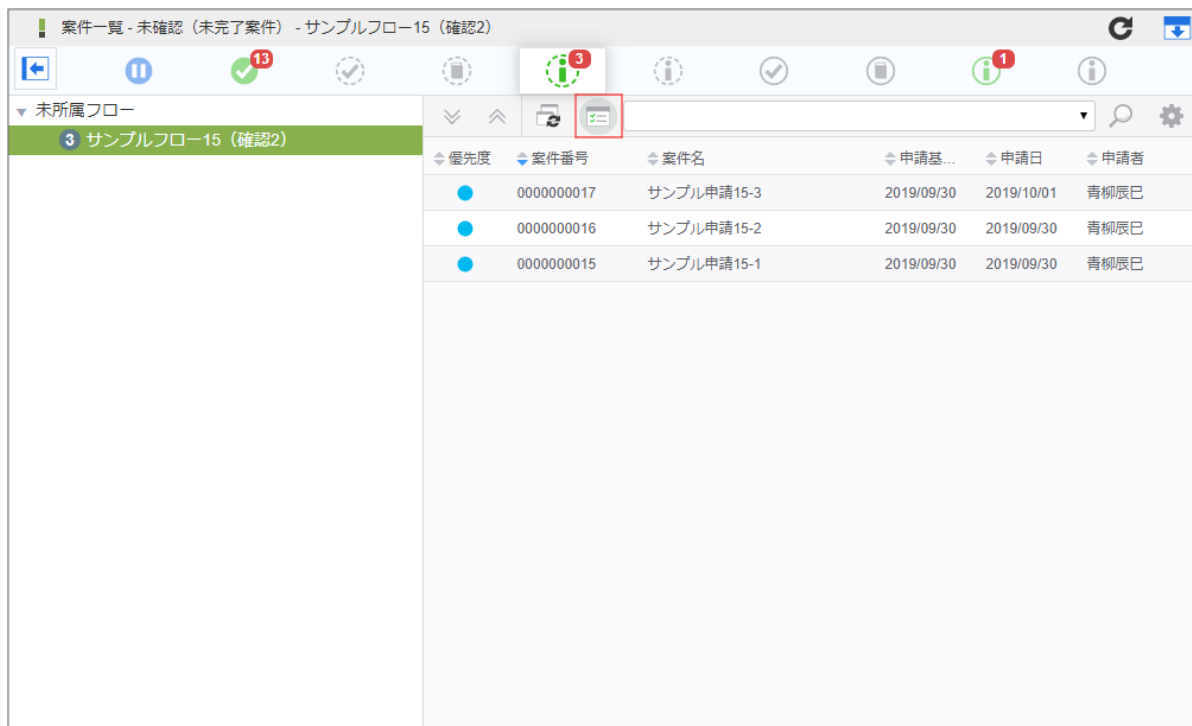 案件一覧 - 未確認（未完了案件） - サンプルフロー15（確認2）
13
3
1
未所属フロー
3 サンプルフロー15（確認2）
優先度 案件番号 案件名 申請基... 申請日 申請者
0000000017 サンプル申請15-3 2019/09/30 2019/10/01 青柳辰巳
0000000016 サンプル申請15-2 2019/09/30 2019/09/30 青柳辰巳
0000000015 サンプル申請15-1 2019/09/30 2019/09/30 青柳辰巳